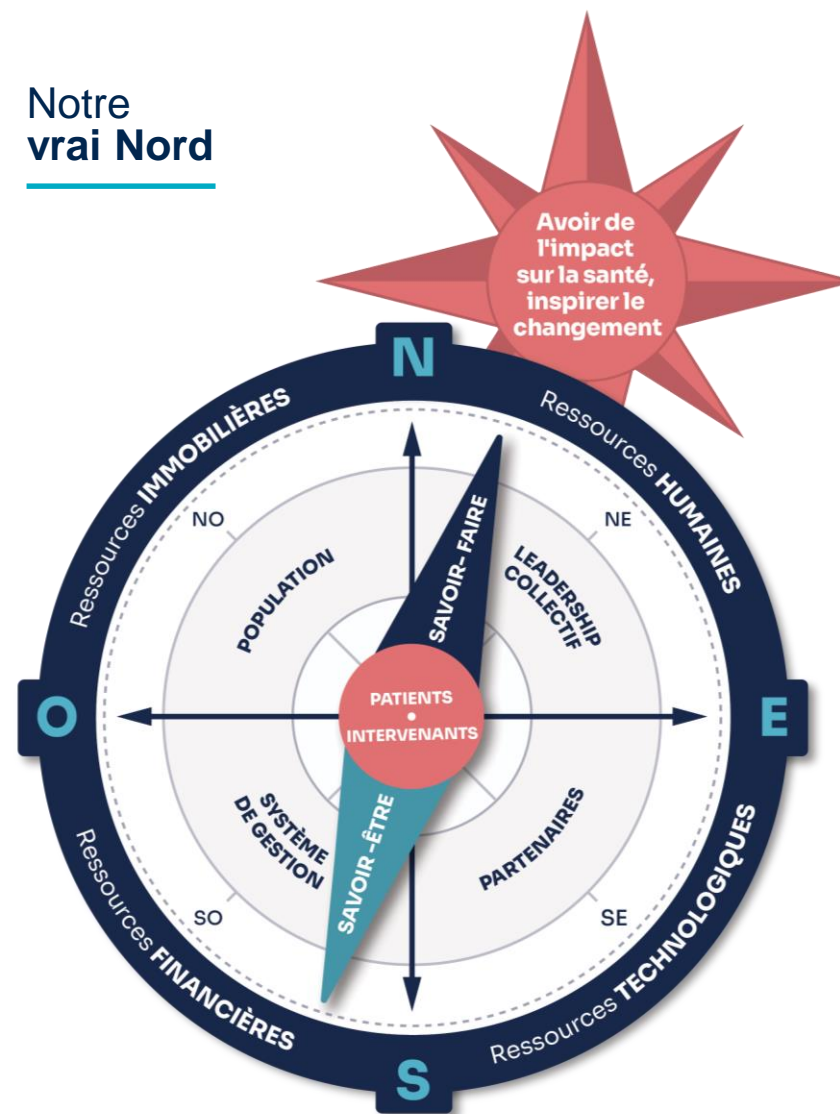 Notre
vrai Nord
Avoir de
l'impact
sur la santé,
inspirer le
changement
N
Ressources IMMOBILIÈRES
Ressources HUMAINES
NO
NE
POPULATION
SAVOIR- FAIRE
LEADERSHIP
COLLECTIF
O
PATIENTS
•
INTERVENANTS
E
SYSTÈME
DE GESTION
SAVOIR -ÊTRE
PARTENAIRES
SO
SE
Ressources FINANCIÈRES
Ressources TECHNOLOGIQUES
S